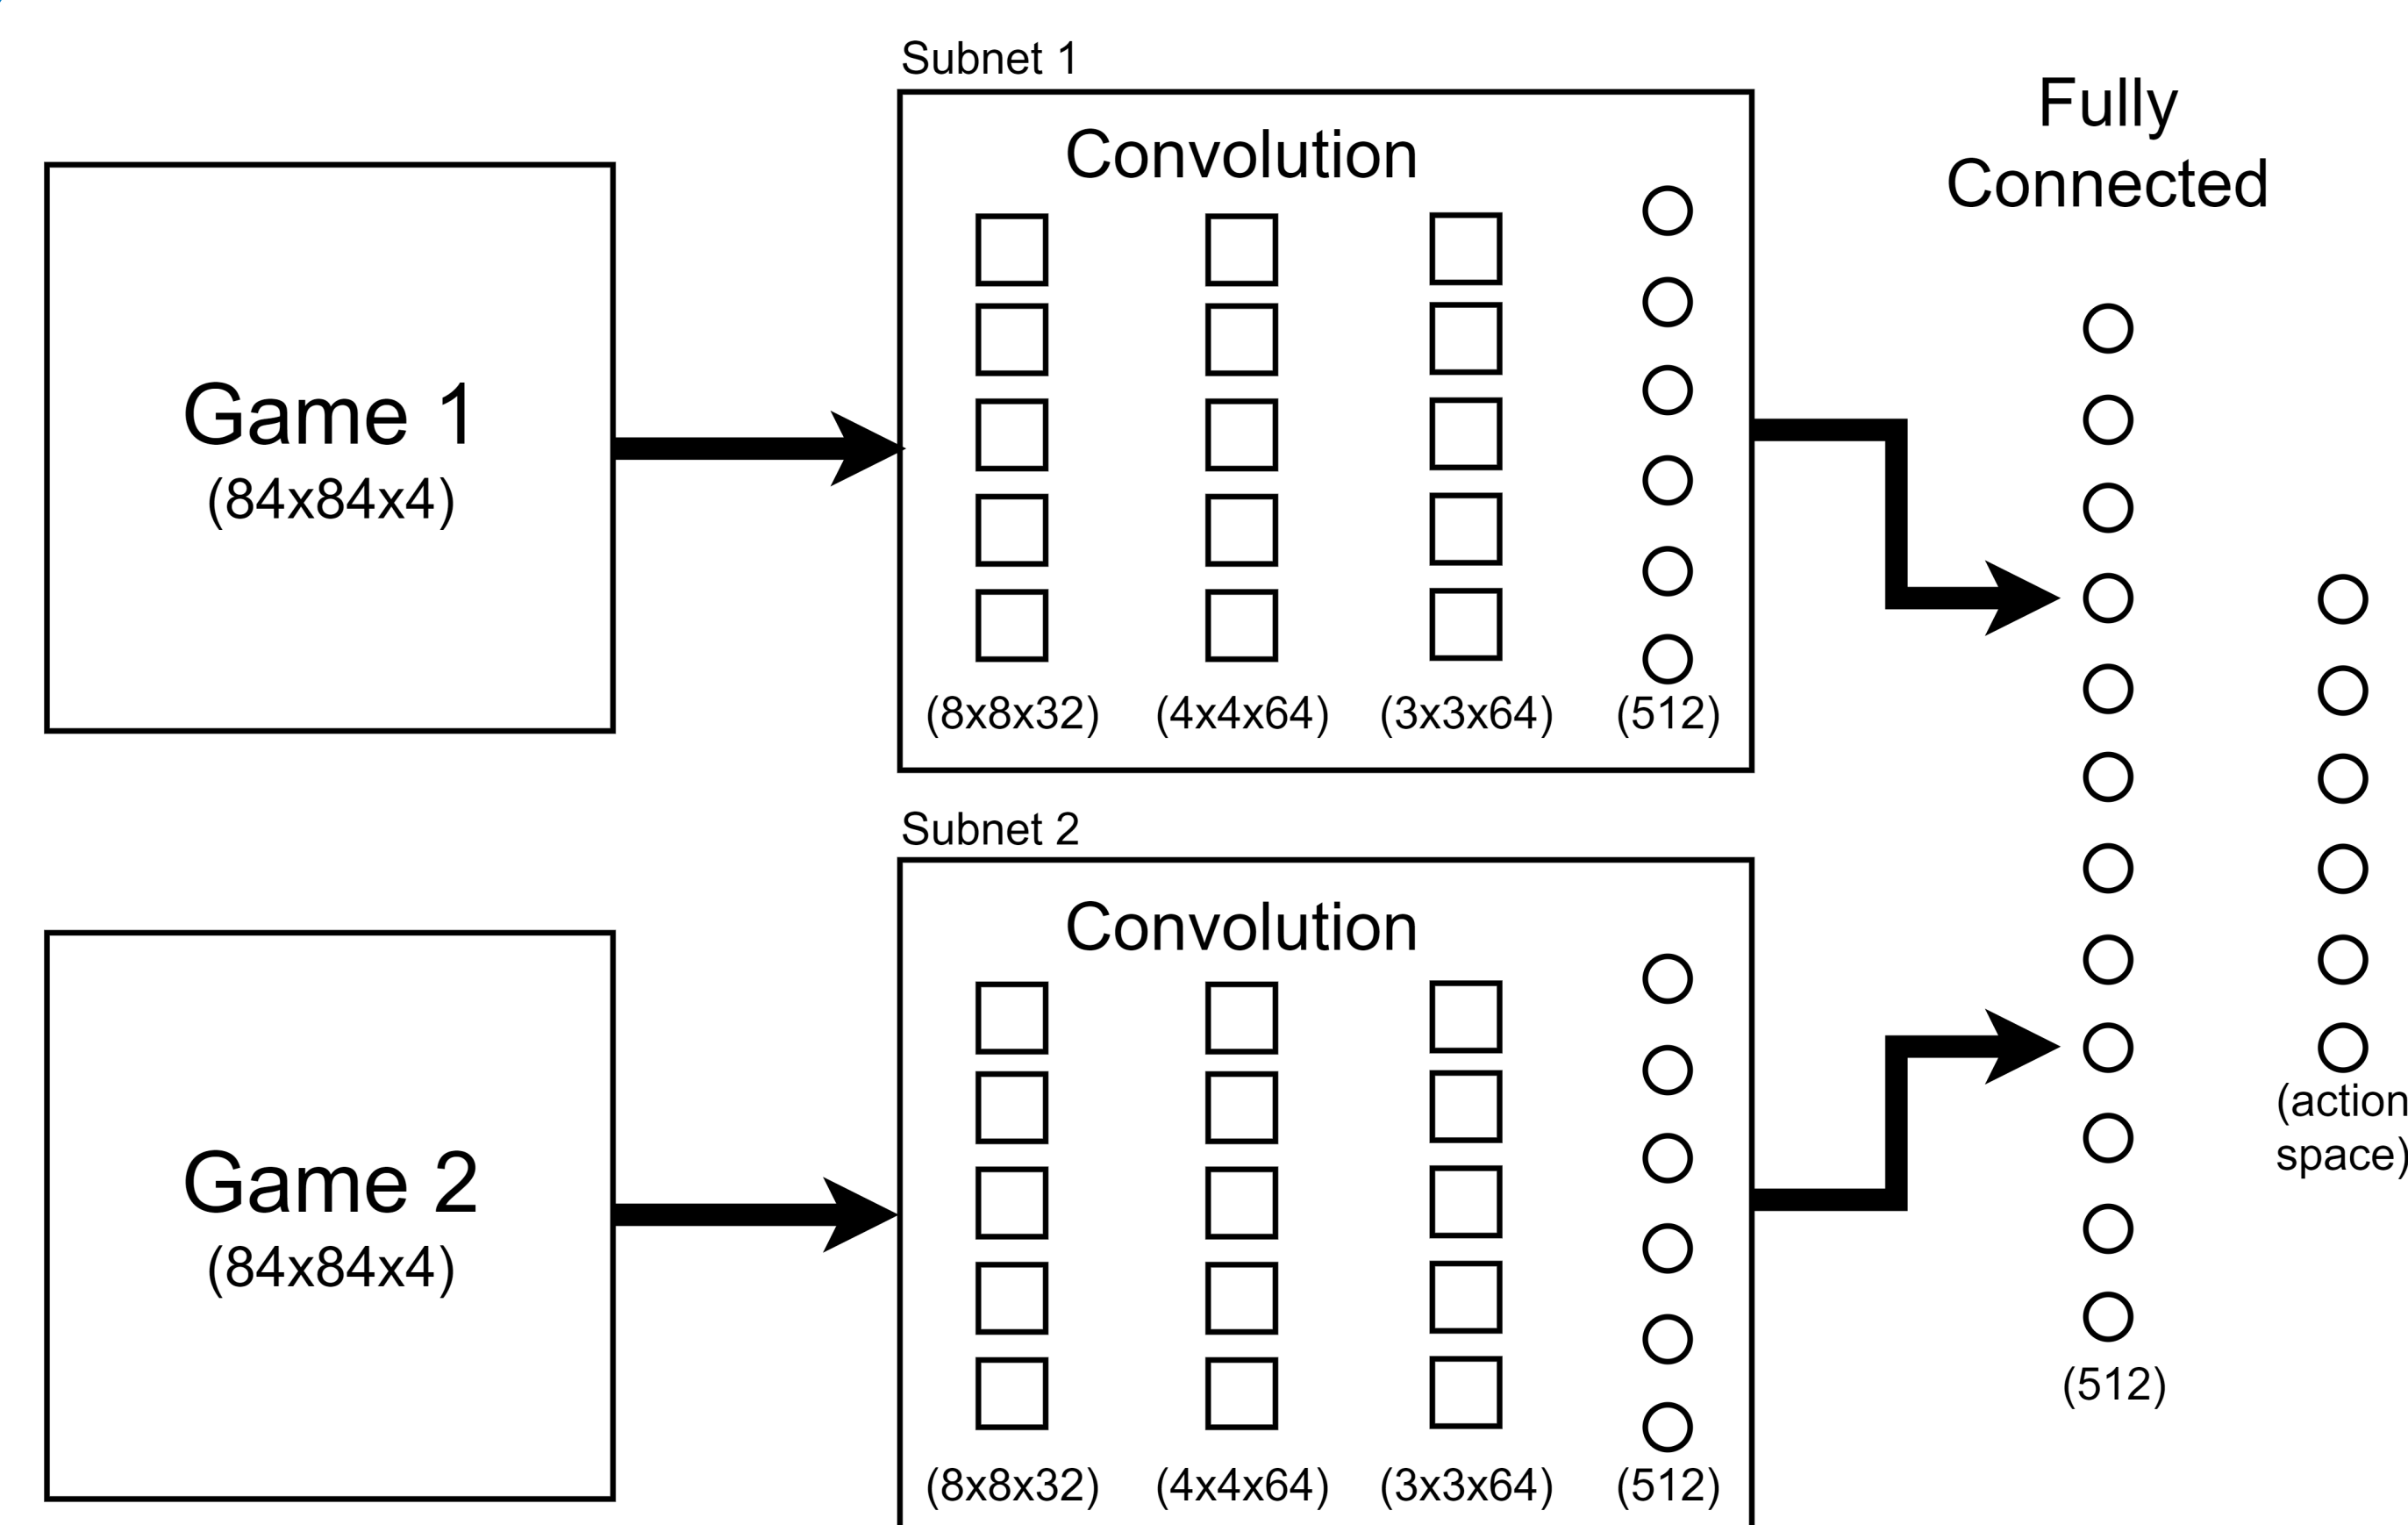 Subnet 1
Fully
Connected
Convolution
Game 1
(84x84x4)
(8x8x32) (4x4x64) (3x3x64) (512)
Subnet 2
Convolution
(action
space)
Game 2
(84x84x4)
(512)
(8x8x32) (4x4x64) (3x3x64) (512)